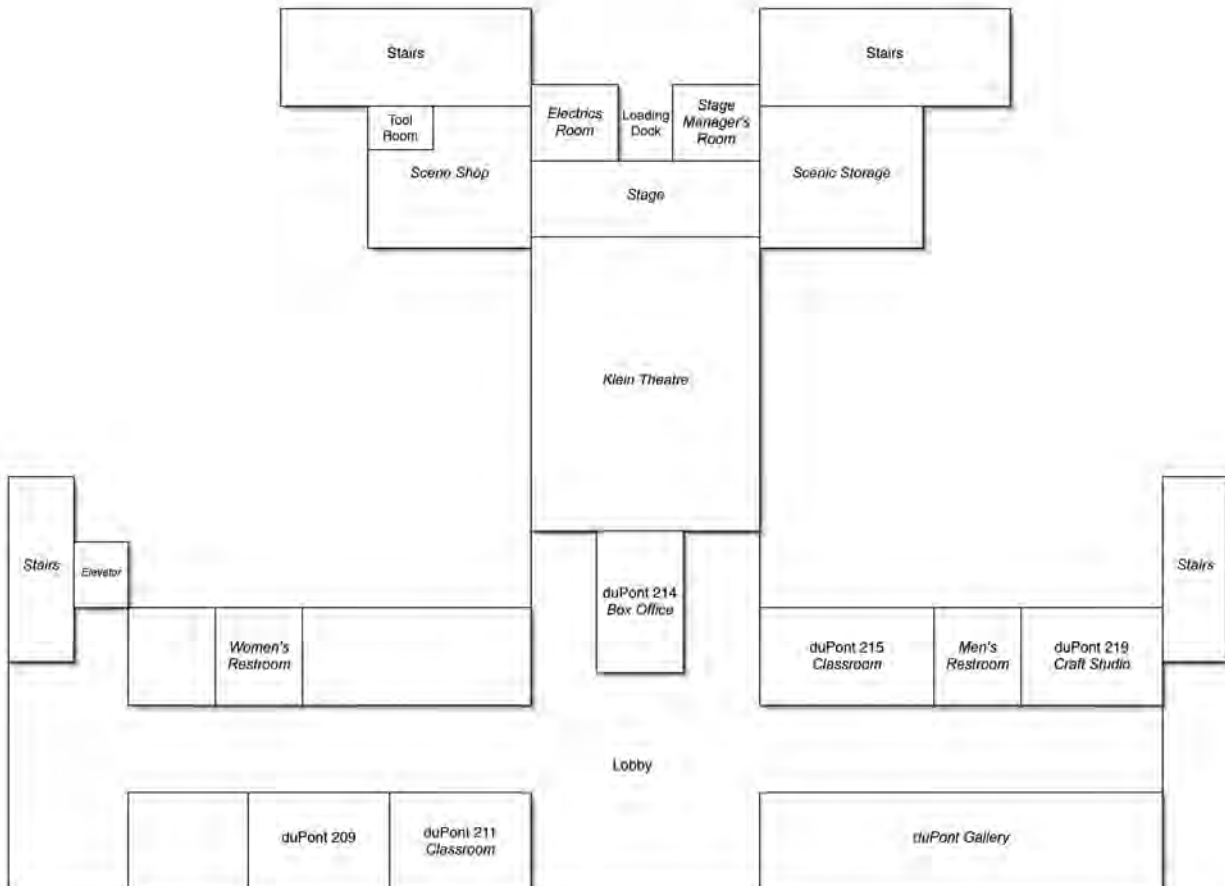 Stairs
Stairs
Tool
Room
Electrics
Room
Loading
Dock
Stage
Manager's
Room
Scene Shop
Scenic Storage
Stage
Klein Theatre
Stairs
Elevator
duPont 214
Box Office
Stairs
Women's
Restroom
duPont 215
Classroom
Men's
Restroom
duPont 219
Craft Studio
Lobby
duPont 209
duPont 211
Classroom
duPont Gallery